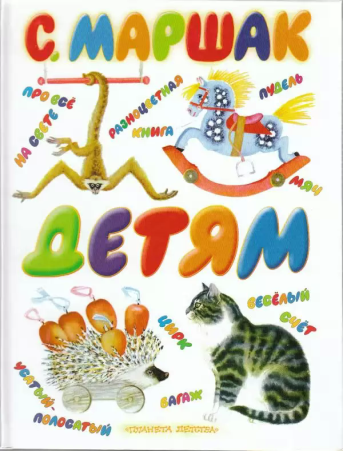 С. МАРШАК
ПРО ВСЁ
НА СВЕТЕ
РАЗНОЦВЕТНАЯ
КНИГА
ПУДЕЛЬ
МЯЧ
ДЕТЯМ
ВЕСЁЛЫЙ
СЧЁТ
ЦИРК
УСАТЫЙ-
ПОЛОСАТЫЙ
БАГАЖ
«ПЛАНЕТА ДЕТСТВА»